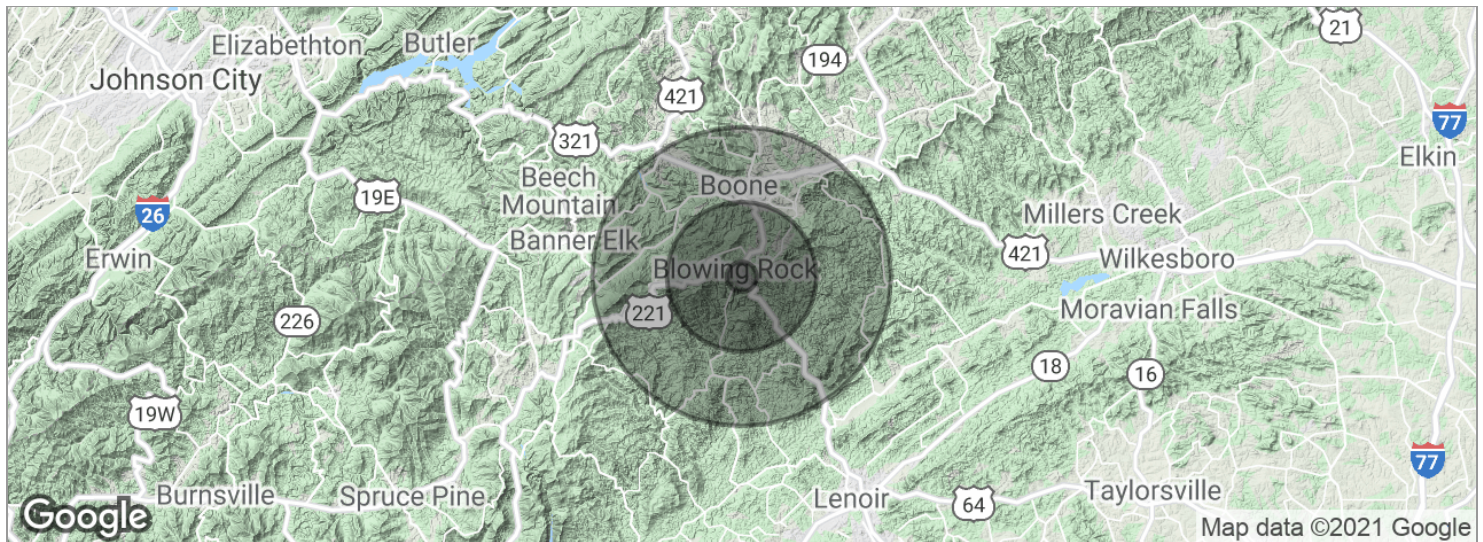 21
Elizabethton
Butler
194
Johnson City
421
77
321
Elkin
Beech
Mountain
Boone
19E
26
Millers Creek
Banner Elk
421
Erwin
Wilkesboro
Blowing Rock
221
Moravian Falls
226
18
16
19W
77
Burnsville
Spruce Pine
Lenoir
64
Taylorsville
Google
Map data ©2021 Google